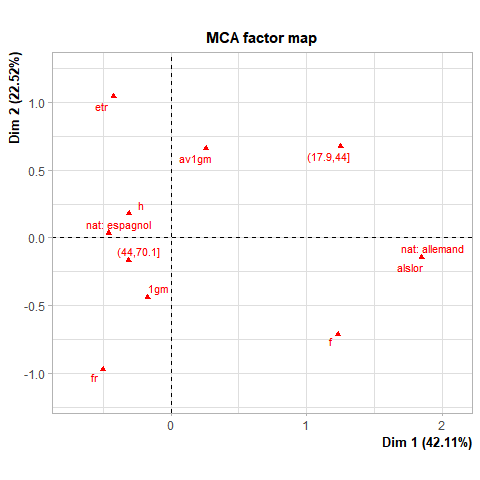 MCA factor map
Dim 2 (22.52%)
1.0
0.5
0.0
-0.5
-1.0
etr
av1gm
(17.9,44]
h
nat: espagnol
(44,70.1]
nat: allemand
alslor
1gm
f
fr
0
1
2
Dim 1 (42.11%)